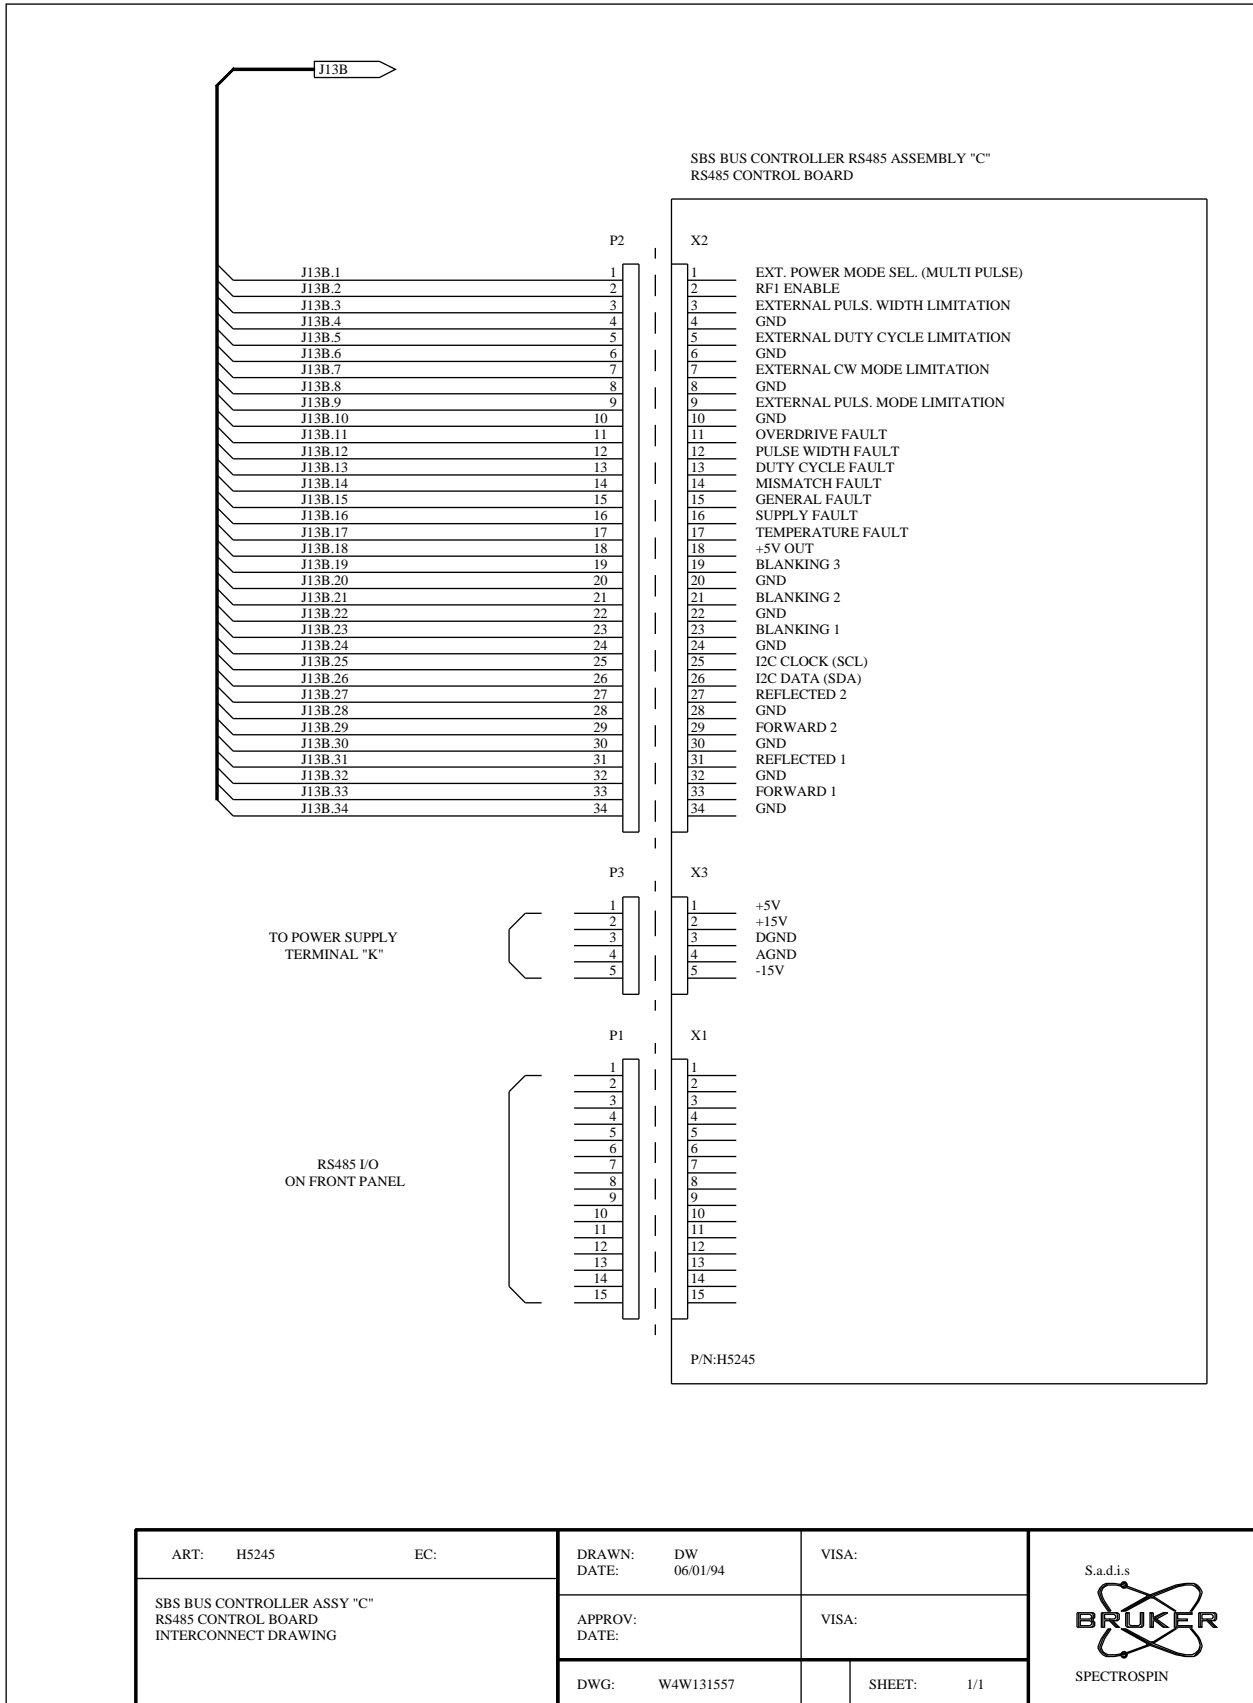 J13B
SBS BUS CONTROLLER RS485 ASSEMBLY "C"
RS485 CONTROL BOARD
P2 X2
J13B.1 1 1 EXT. POWER MODE SEL. (MULTI PULSE)
J13B.2 2 2 RF1 ENABLE
J13B.3 3 3 EXTERNAL PULS. WIDTH LIMITATION
J13B.4 4 4 GND
J13B.5 5 5 EXTERNAL DUTY CYCLE LIMITATION
J13B.6 6 6 GND
J13B.7 7 7 EXTERNAL CW MODE LIMITATION
J13B.8 8 8 GND
J13B.9 9 9 EXTERNAL PULS. MODE LIMITATION
J13B.10 10 10 GND
J13B.11 11 11 OVERDRIVE FAULT
J13B.12 12 12 PULSE WIDTH FAULT
J13B.13 13 13 DUTY CYCLE FAULT
J13B.14 14 14 MISMATCH FAULT
J13B.15 15 15 GENERAL FAULT
J13B.16 16 16 SUPPLY FAULT
J13B.17 17 17 TEMPERATURE FAULT
J13B.18 18 18 +5V OUT
J13B.19 19 19 BLANKING 3
J13B.20 20 20 GND
J13B.21 21 21 BLANKING 2
J13B.22 22 22 GND
J13B.23 23 23 BLANKING 1
J13B.24 24 24 GND
J13B.25 25 25 I2C CLOCK (SCL)
J13B.26 26 26 I2C DATA (SDA)
J13B.27 27 27 REFLECTED 2
J13B.28 28 28 GND
J13B.29 29 29 FORWARD 2
J13B.30 30 30 GND
J13B.31 31 31 REFLECTED 1
J13B.32 32 32 GND
J13B.33 33 33 FORWARD 1
J13B.34 34 34 GND
P3 X3
1 1 +5V
2 2 +15V
TO POWER SUPPLY 3 3 DGND
TERMINAL "K" 4 4 AGND
5 5 -15V
P1 X1
1 1
2 2
3 3
4 4
5 5
6 6
RS485 I/O 7 7
ON FRONT PANEL 8 8
9 9
10 10
11 11
12 12
13 13
14 14
15 15
P/N:H5245
ART: H5245 EC:
SBS BUS CONTROLLER ASSY "C"
RS485 CONTROL BOARD
INTERCONNECT DRAWING
DRAWN: DW VISA:
DATE: 06/01/94
APPROV: VISA:
DATE:
DWG: W4W131557 SHEET: 1/1
S.a.d.i.s
BRUKER
SPECTROSPIN